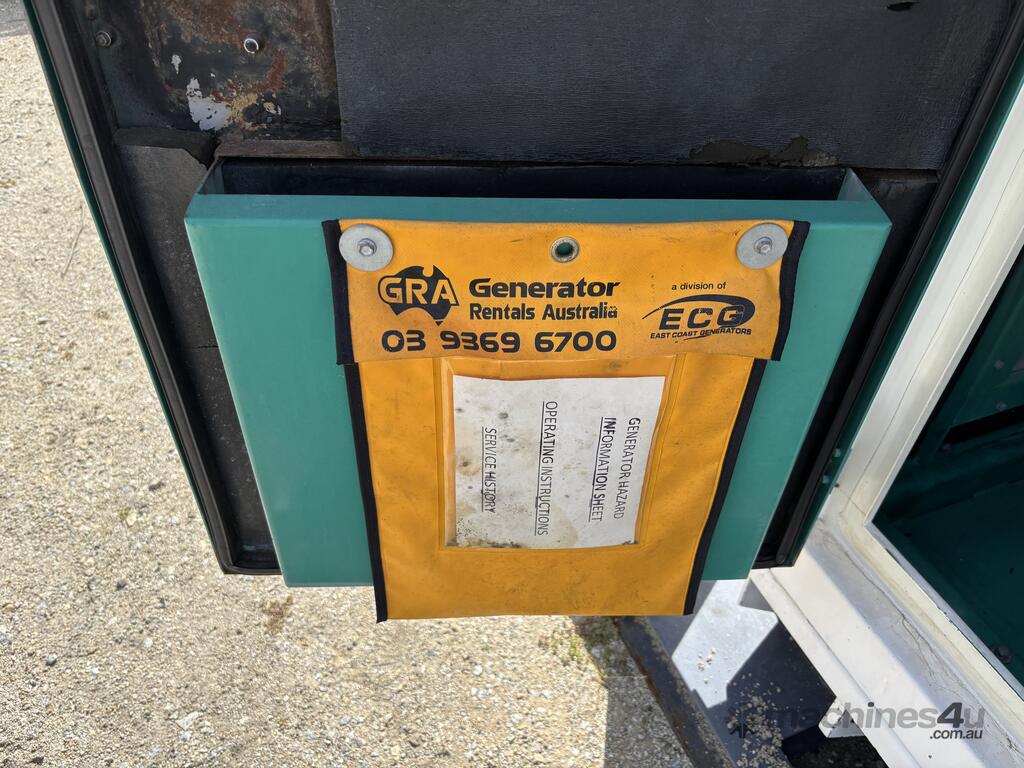 GRA
Generator
Rentals Australia
03 9369 6700
a division of
ECG
EAST COAST GENERATORS
GENERATOR HAZARD
INFORMATION SHEET
OPERATING INSTRUCTIONS
SERVICE HISTORY
machines4u
.com.au